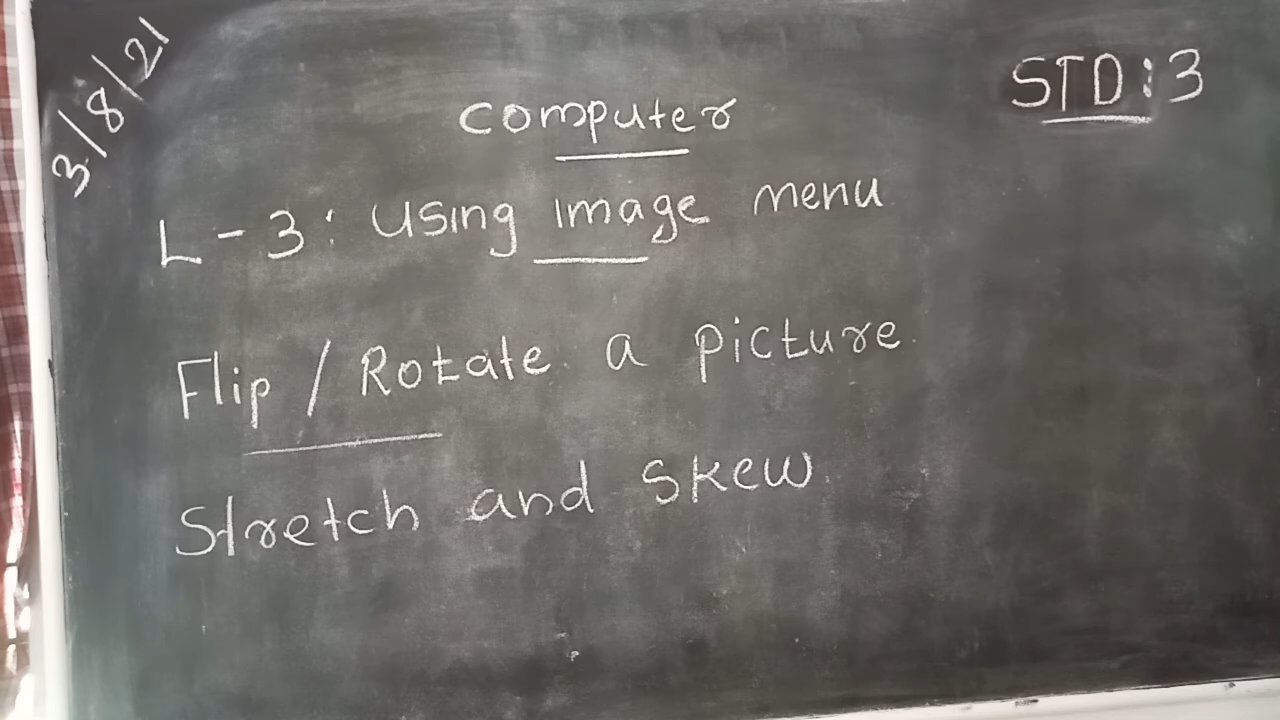 3/8/21
STD: 3
computer
L-3: using image menu
Flip / Rotate a picture.
Stretch and skew